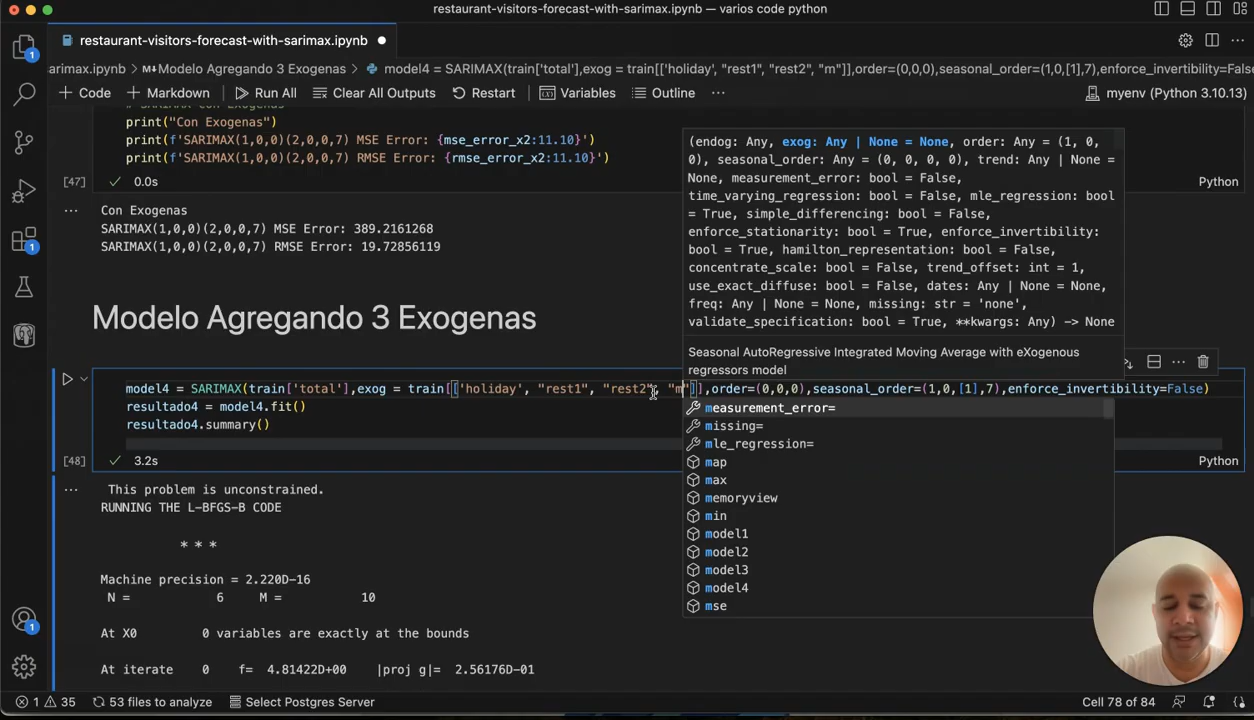 restaurant-visitors-forecast-with-sarimax.ipynb — varios code python
restaurant-visitors-forecast-with-sarimax.ipynb
arimax.ipynb > M↓Modelo Agregando 3 Exogenas > model4 = SARIMAX(train['total'],exog = train[['holiday', "rest1", "rest2", "m"]],order=(0,0,0),seasonal_order=(1,0,[1],7),enforce_invertibility=False)
+ Code + Markdown Run All Clear All Outputs Restart Variables Outline ··· myenv (Python 3.10.13)
print("Con Exogenas")
print(f'SARIMAX(1,0,0)(2,0,0,7) MSE Error: {mse_error_x2:11.10}')
print(f'SARIMAX(1,0,0)(2,0,0,7) RMSE Error: {rmse_error_x2:11.10}')
[47] ✓ 0.0s Python
Con Exogenas
SARIMAX(1,0,0)(2,0,0,7) MSE Error: 389.2161268
SARIMAX(1,0,0)(2,0,0,7) RMSE Error: 19.72856119
(endog: Any, exog: Any | None = None, order: Any = (1, 0,
0), seasonal_order: Any = (0, 0, 0, 0), trend: Any | None =
None, measurement_error: bool = False,
time_varying_regression: bool = False, mle_regression: bool
= True, simple_differencing: bool = False,
enforce_stationarity: bool = True, enforce_invertibility:
bool = True, hamilton_representation: bool = False,
concentrate_scale: bool = False, trend_offset: int = 1,
use_exact_diffuse: bool = False, dates: Any | None = None,
freq: Any | None = None, missing: str = 'none',
validate_specification: bool = True, **kwargs: Any) -> None
Seasonal AutoRegressive Integrated Moving Average with eXogenous
regressors model
Modelo Agregando 3 Exogenas
model4 = SARIMAX(train['total'],exog = train[['holiday', "rest1", "rest2", "m"]],order=(0,0,0),seasonal_order=(1,0,[1],7),enforce_invertibility=False)
resultado4 = model4.fit()
resultado4.summary()
[48] ✓ 3.2s Python
measurement_error=
missing=
mle_regression=
map
max
memoryview
min
model1
model2
model3
model4
mse
This problem is unconstrained.
RUNNING THE L-BFGS-B CODE
* * *
Machine precision = 2.220D-16
N = 6 M = 10
At X0 0 variables are exactly at the bounds
At iterate 0 f= 4.81422D+00 |proj g|= 2.56176D-01
1 35 53 files to analyze Select Postgres Server Cell 78 of 84